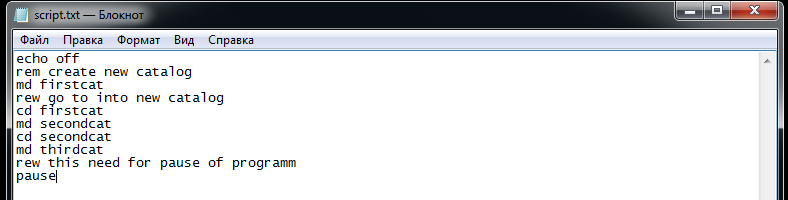 script.txt — Блокнот
Файл Правка Формат Вид Справка
echo off
rem create new catalog
md firstcat
rew go to into new catalog
cd firstcat
md secondcat
cd secondcat
md thirdcat
rew this need for pause of programm
pause